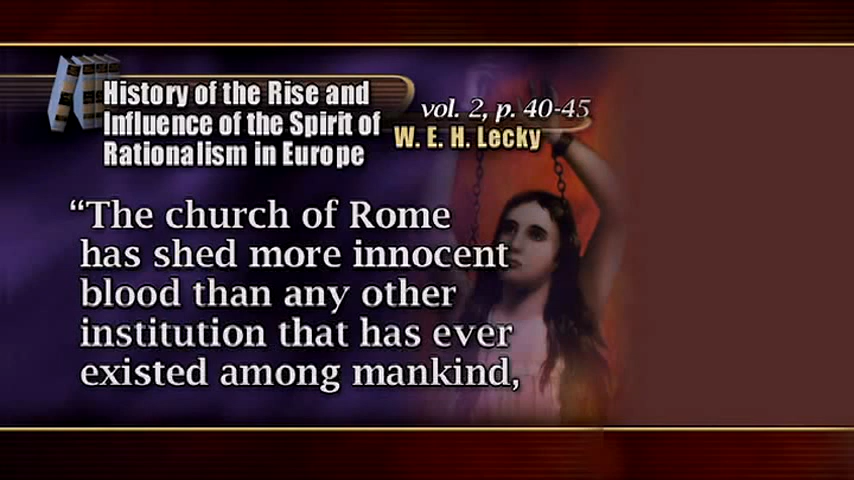 History of the Rise and
Influence of the Spirit of
Rationalism in Europe
vol. 2, p. 40-45
W. E. H. Lecky
“The church of Rome
has shed more innocent
blood than any other
institution that has ever
existed among mankind,